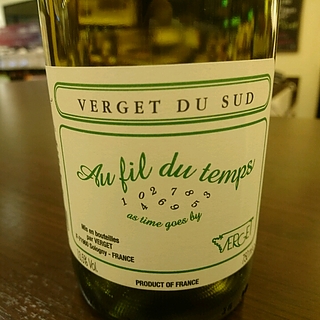 VERGET DU SUD
Au fil du temps
1 0 2 7 8 3
4 6 9 5
as time goes by
Mis en bouteilles
par VERGET
Sologny - FRANCE
Vol.
VERGET
PRODUCT OF FRANCE